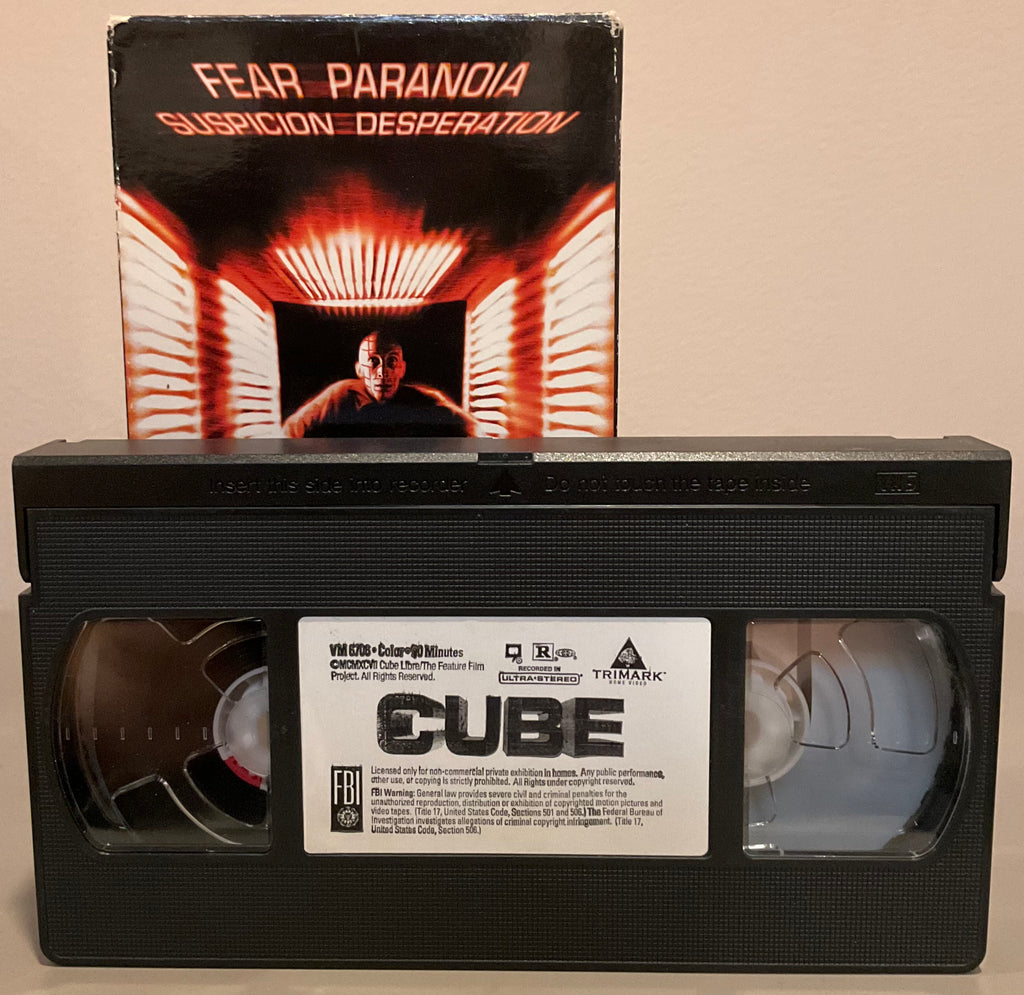 FEAR PARANOIA
SUSPICION DESPERATION
Insert this side into recorder Do not touch the tape inside VHS
VM 6706 • Color • 90 Minutes
©MCMXCVII Cube Libre/The Feature Film
Project. All Rights Reserved.
R
RECORDED IN
ULTRA★STEREO
TRIMARK
HOME VIDEO
CUBE
FBI
Licensed only for non-commercial private exhibition in homes. Any public performance,
other use, or copying is strictly prohibited. All Rights under copyright reserved.
FBI Warning: General law provides severe civil and criminal penalties for the
unauthorized reproduction, distribution or exhibition of copyrighted motion pictures and
video tapes. (Title 17, United States Code, Sections 501 and 506.) The Federal Bureau of
Investigation investigates allegations of criminal copyright infringement. (Title 17,
United States Code, Section 506.)